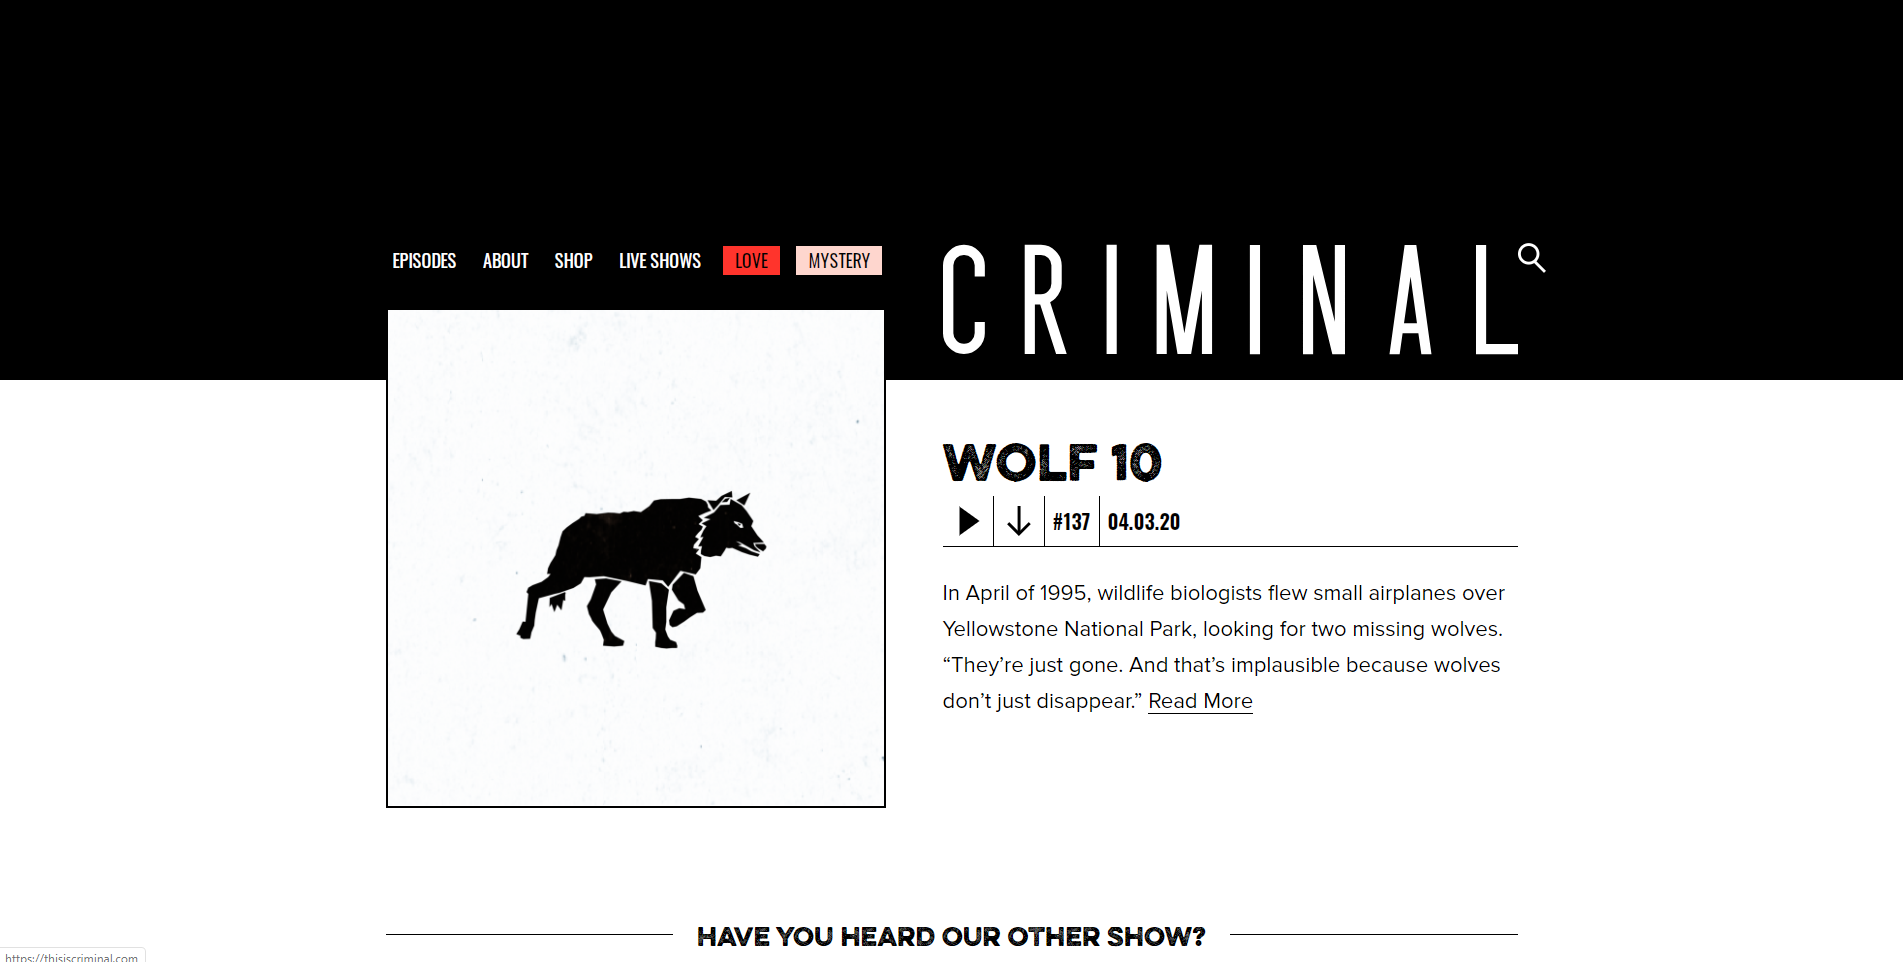 EPISODES ABOUT SHOP LIVE SHOWS LOVE MYSTERY
CRIMINAL
WOLF 10
#137 04.03.20
In April of 1995, wildlife biologists flew small airplanes over
Yellowstone National Park, looking for two missing wolves.
“They’re just gone. And that’s implausible because wolves
don’t just disappear.” Read More
HAVE YOU HEARD OUR OTHER SHOW?
https://thisiscriminal.com